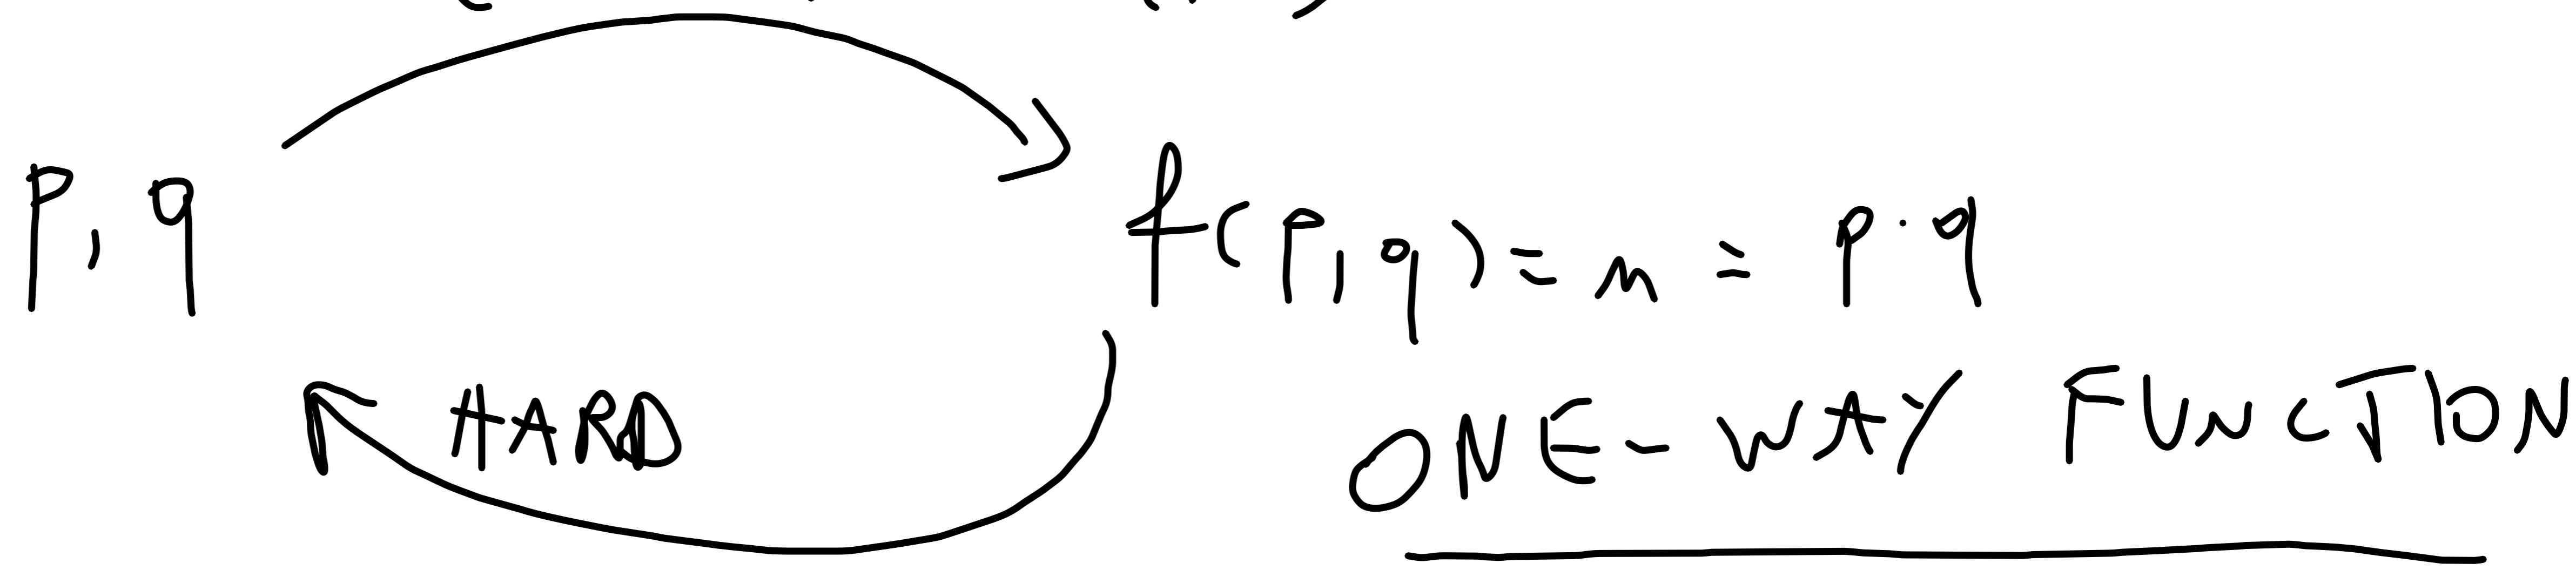 p, q
f(p,q) = n = p · q
HARD
ONE-WAY FUNCTION